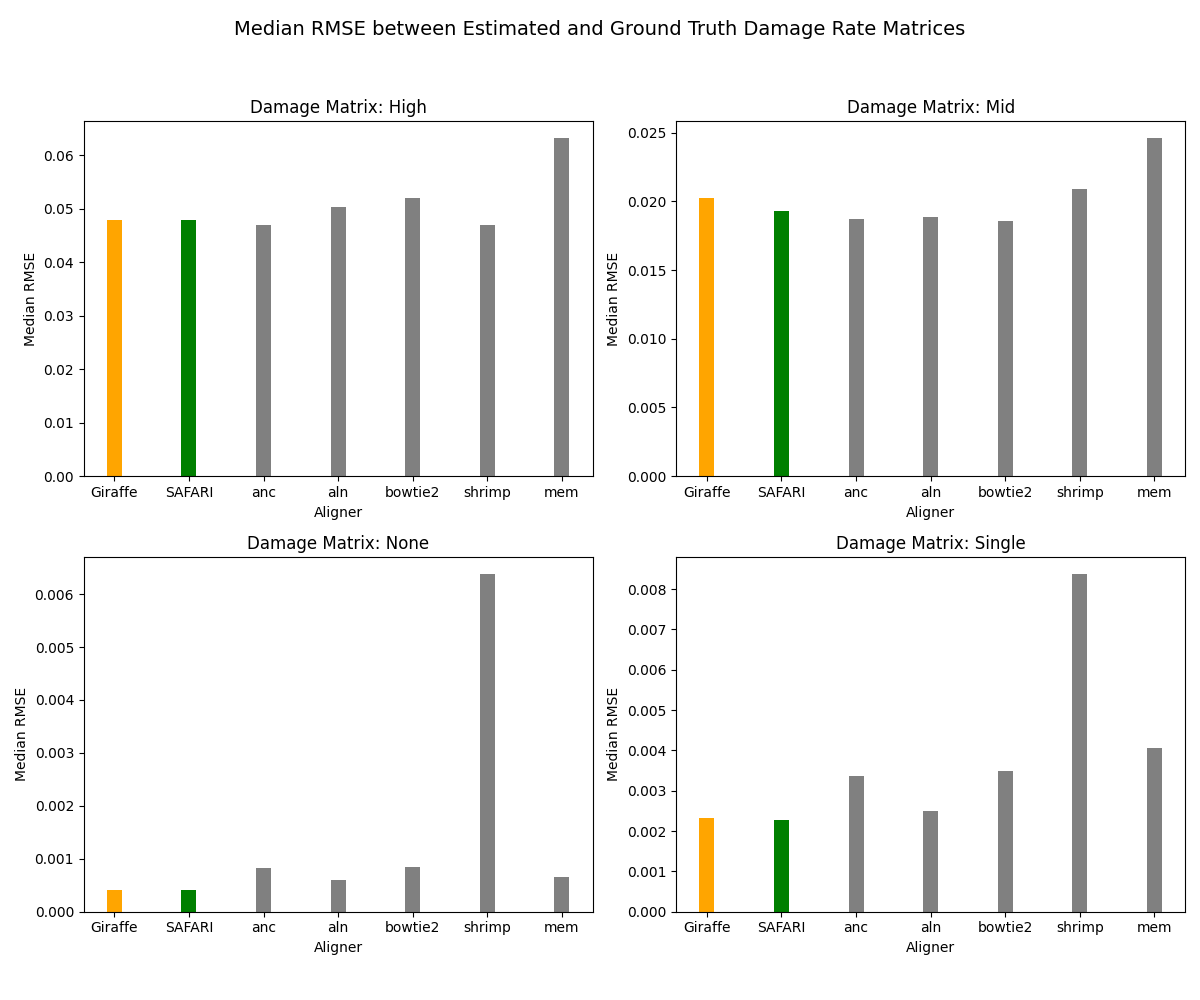 Median RMSE between Estimated and Ground Truth Damage Rate Matrices
Damage Matrix: High
Median RMSE
0.06
0.05
0.04
0.03
0.02
0.01
0.00
Giraffe SAFARI anc aln bowtie2 shrimp mem
Aligner
Damage Matrix: Mid
Median RMSE
0.025
0.020
0.015
0.010
0.005
0.000
Giraffe SAFARI anc aln bowtie2 shrimp mem
Aligner
Damage Matrix: None
Median RMSE
0.006
0.005
0.004
0.003
0.002
0.001
0.000
Giraffe SAFARI anc aln bowtie2 shrimp mem
Aligner
Damage Matrix: Single
Median RMSE
0.008
0.007
0.006
0.005
0.004
0.003
0.002
0.001
0.000
Giraffe SAFARI anc aln bowtie2 shrimp mem
Aligner